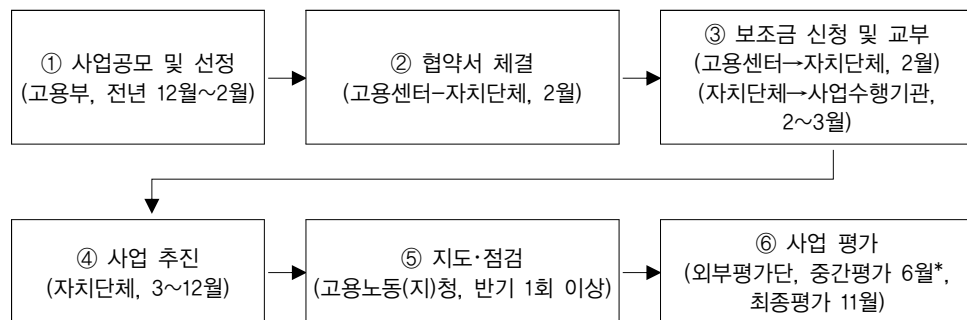 ① 사업공모 및 선정
(고용부, 전년 12월~2월)
② 협약서 체결
(고용센터-자치단체, 2월)
③ 보조금 신청 및 교부
(고용센터→자치단체, 2월)
(자치단체→사업수행기관,
2~3월)
④ 사업 추진
(자치단체, 3~12월)
⑤ 지도·점검
(고용노동(지)청, 반기 1회 이상)
⑥ 사업 평가
(외부평가단, 중간평가 6월*,
최종평가 11월)